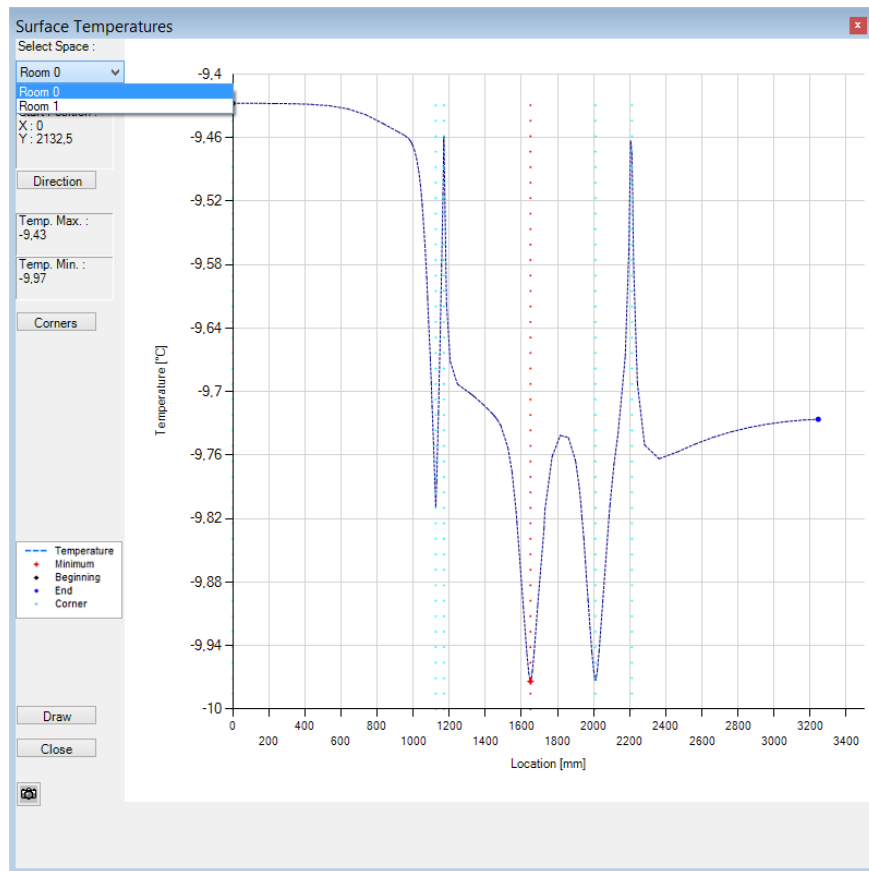 Surface Temperatures
x
Select Space :
Room 0
Room 0
Room 1
Start Position :
X : 0
Y : 2132,5
Direction
Temp. Max. :
-9,43
Temp. Min. :
-9,97
Corners
Temperature
Minimum
Beginning
End
Corner
Draw
Close
Temperature [°C]
-9,4
-9,46
-9,52
-9,58
-9,64
-9,7
-9,76
-9,82
-9,88
-9,94
-10
0 400 800 1200 1600 2000 2400 2800 3200
200 600 1000 1400 1800 2200 2600 3000 3400
Location [mm]